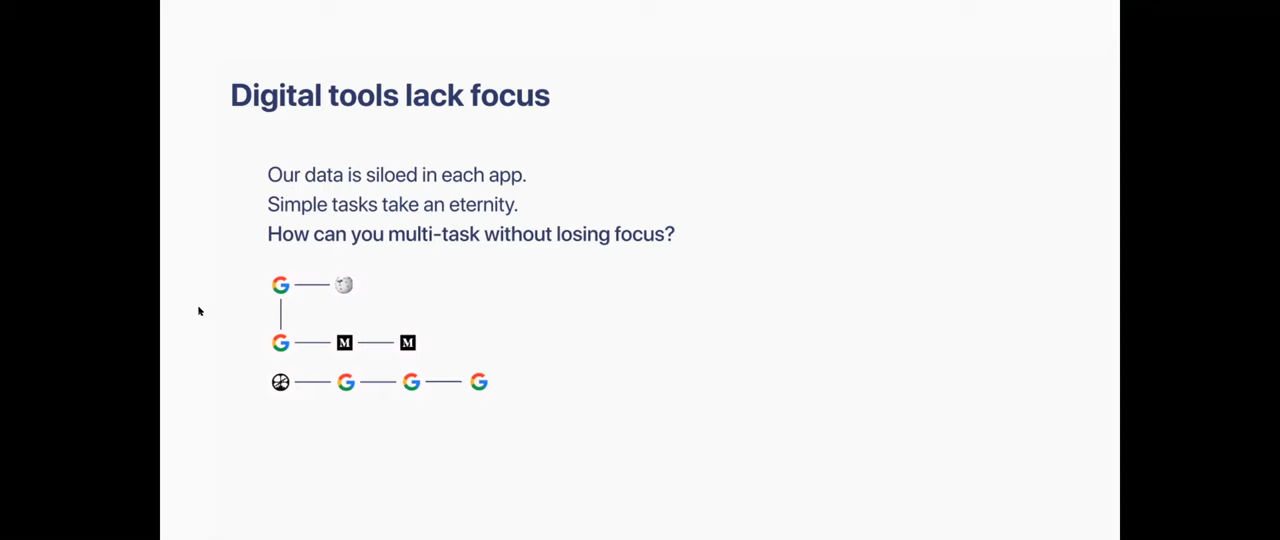 Digital tools lack focus
Our data is siloed in each app.
Simple tasks take an eternity.
How can you multi-task without losing focus?
G
G M M
G G G